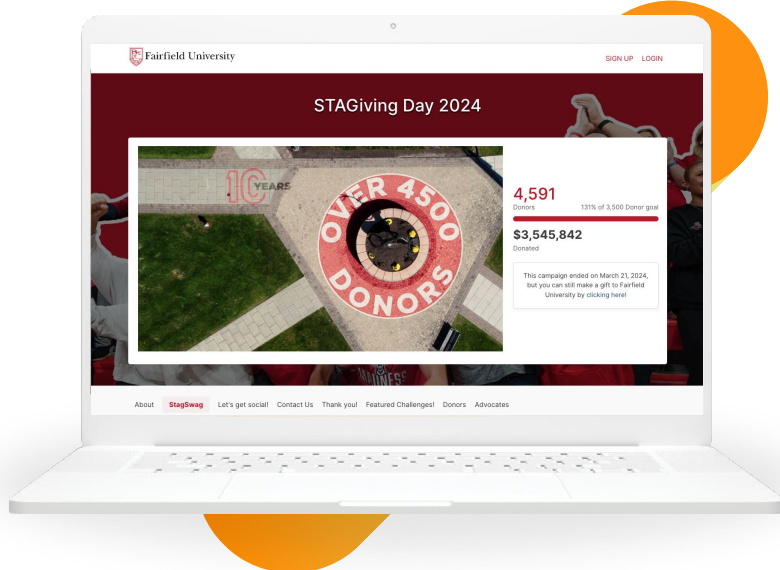 Fairfield University
SIGN UP LOGIN
STAGiving Day 2024
10 YEARS
OVER 4500
DONORS
4,591
Donors 131% of 3,500 Donor goal
$3,545,842
Donated
This campaign ended on March 21, 2024,
but you can still make a gift to Fairfield
University by clicking here!
About StagSwag Let's get social! Contact Us Thank you! Featured Challenges! Donors Advocates